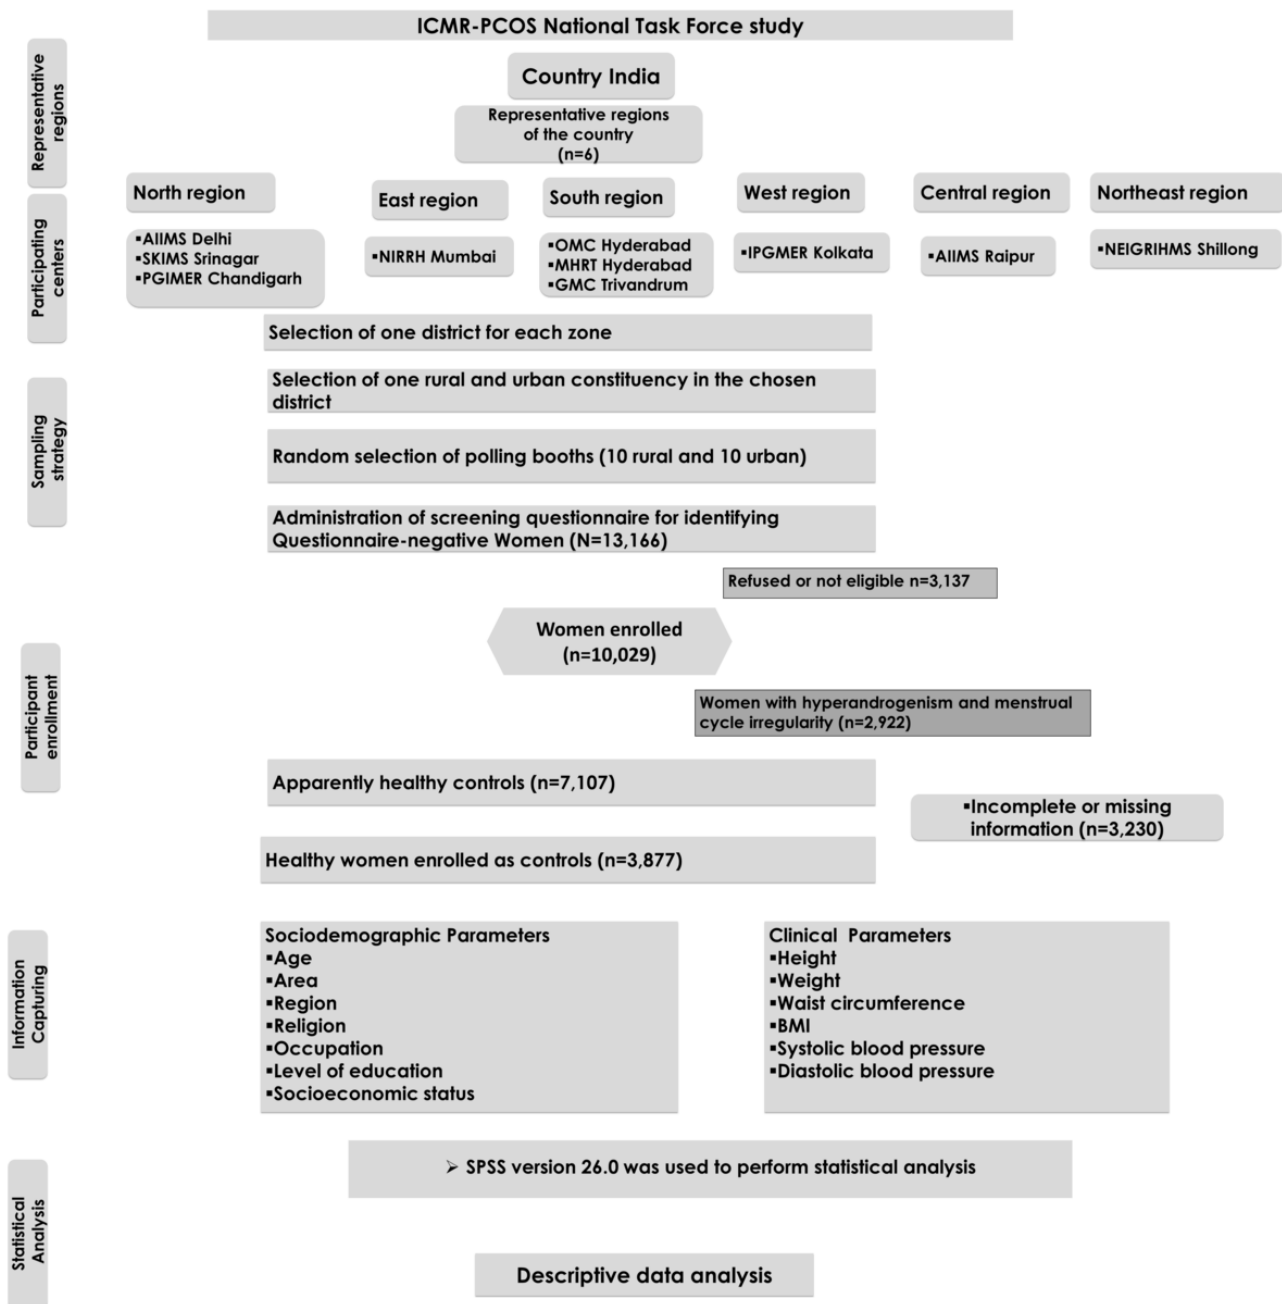 ICMR-PCOS National Task Force study
Representative
regions
Country India
Representative regions
of the country
(n=6)
North region
East region
South region
West region
Central region
Northeast region
Participating
centers
▪AIIMS Delhi
▪SKIMS Srinagar
▪PGIMER Chandigarh
▪NIRRH Mumbai
▪OMC Hyderabad
▪MHRT Hyderabad
▪GMC Trivandrum
▪IPGMER Kolkata
▪AIIMS Raipur
▪NEIGRIHMS Shillong
Selection of one district for each zone
Sampling
strategy
Selection of one rural and urban constituency in the chosen
district
Random selection of polling booths (10 rural and 10 urban)
Administration of screening questionnaire for identifying
Questionnaire-negative Women (N=13,166)
Refused or not eligible n=3,137
Participant
enrollment
Women enrolled
(n=10,029)
Women with hyperandrogenism and menstrual
cycle irregularity (n=2,922)
Apparently healthy controls (n=7,107)
▪Incomplete or missing
information (n=3,230)
Healthy women enrolled as controls (n=3,877)
Information
Capturing
Sociodemographic Parameters
▪Age
▪Area
▪Region
▪Religion
▪Occupation
▪Level of education
▪Socioeconomic status
Clinical  Parameters
▪Height
▪Weight
▪Waist circumference
▪BMI
▪Systolic blood pressure
▪Diastolic blood pressure
Statistical
Analysis
➢ SPSS version 26.0 was used to perform statistical analysis
Descriptive data analysis